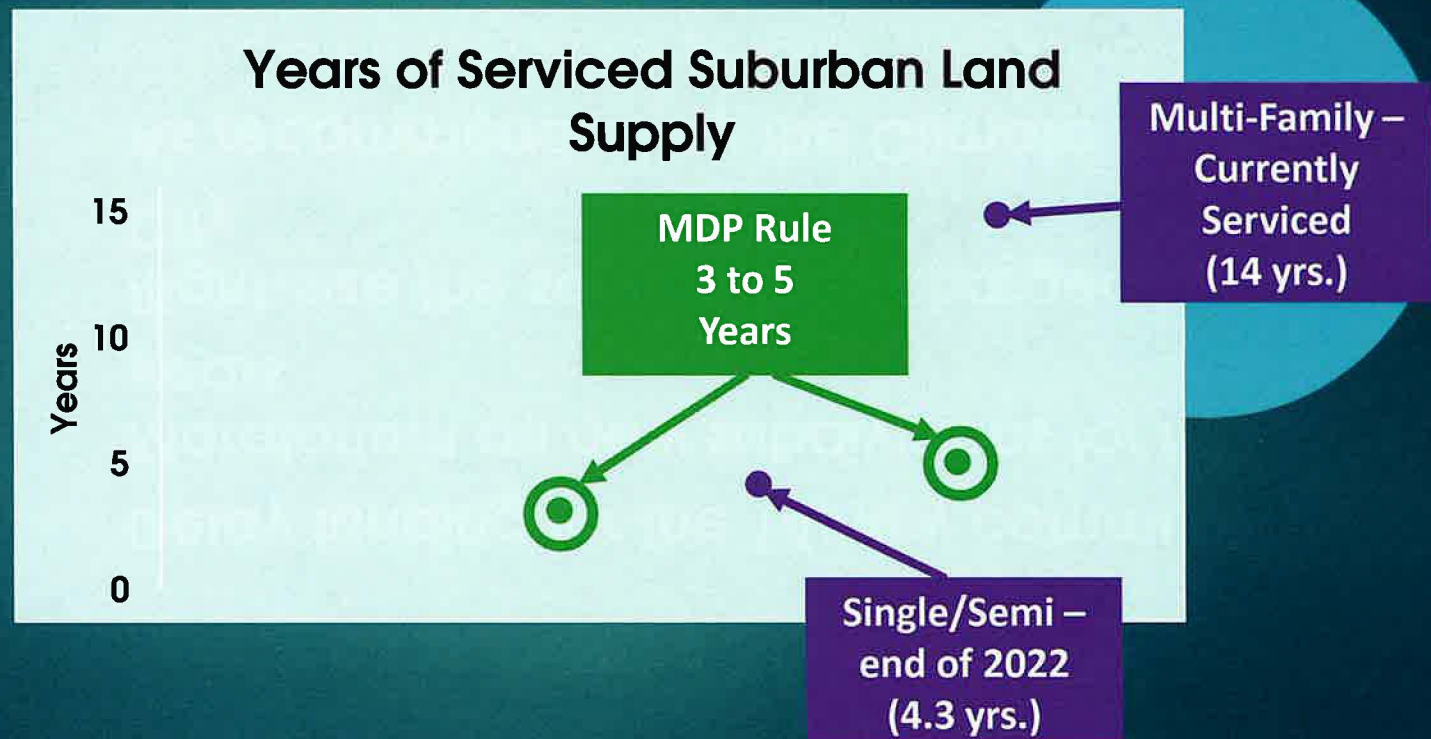 Years of Serviced Suburban Land
Supply
Multi-Family –
Currently
Serviced
(14 yrs.)
MDP Rule
3 to 5
Years
Years
15
10
5
0
Single/Semi –
end of 2022
(4.3 yrs.)